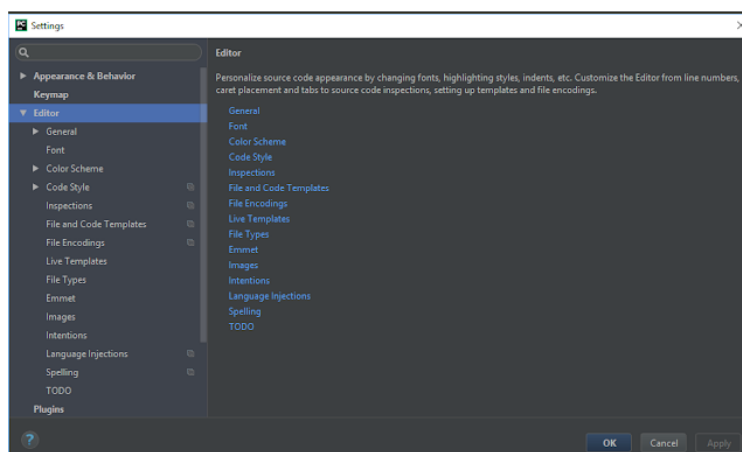 PC
Settings
Appearance & Behavior
Keymap
Editor
General
Font
Color Scheme
Code Style
Inspections
File and Code Templates
File Encodings
Live Templates
File Types
Emmet
Images
Intentions
Language Injections
Spelling
TODO
Plugins
?
Editor
Personalize source code appearance by changing fonts, highlighting styles, indents, etc. Customize the Editor from line numbers,
caret placement and tabs to source code inspections, setting up templates and file encodings.
General
Font
Color Scheme
Code Style
Inspections
File and Code Templates
File Encodings
Live Templates
File Types
Emmet
Images
Intentions
Language Injections
Spelling
TODO
OK
Cancel
Apply